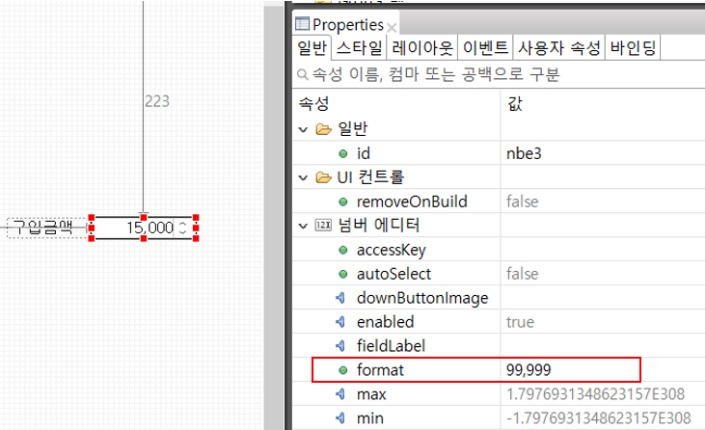 Properties
일반 스타일 레이아웃 이벤트 사용자 속성 바인딩
속성 이름, 컴마 또는 공백으로 구분
속성 값
일반
id nbe3
UI 컨트롤
removeOnBuild false
넘버 에디터
accessKey
autoSelect false
downButtonImage
enabled true
fieldLabel
format 99,999
max 1.7976931348623157E308
min -1.7976931348623157E308
223
구입금액 15,000